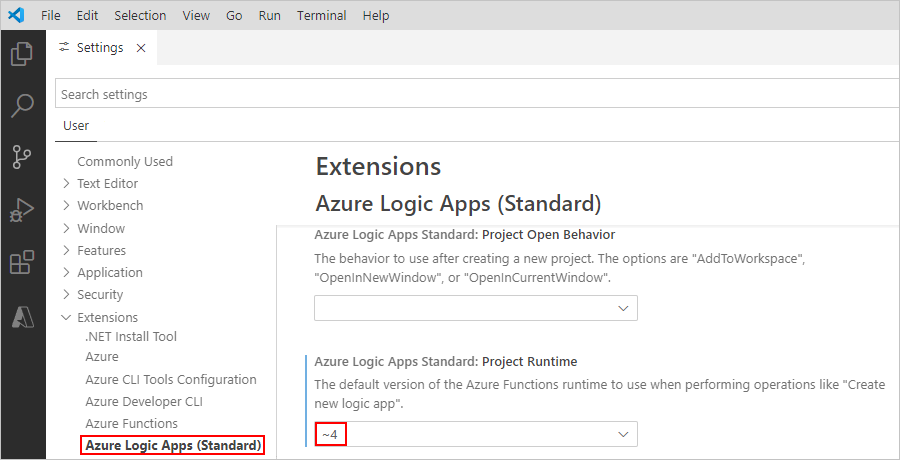 File Edit Selection View Go Run Terminal Help
Settings
Search settings
User
Commonly Used
Text Editor
Workbench
Window
Features
Application
Security
Extensions
.NET Install Tool
Azure
Azure CLI Tools Configuration
Azure Developer CLI
Azure Functions
Azure Logic Apps (Standard)
Extensions
Azure Logic Apps (Standard)
Azure Logic Apps Standard: Project Open Behavior
The behavior to use after creating a new project. The options are "AddToWorkspace",
"OpenInNewWindow", or "OpenInCurrentWindow".
Azure Logic Apps Standard: Project Runtime
The default version of the Azure Functions runtime to use when performing operations like "Create
new logic app".
~4